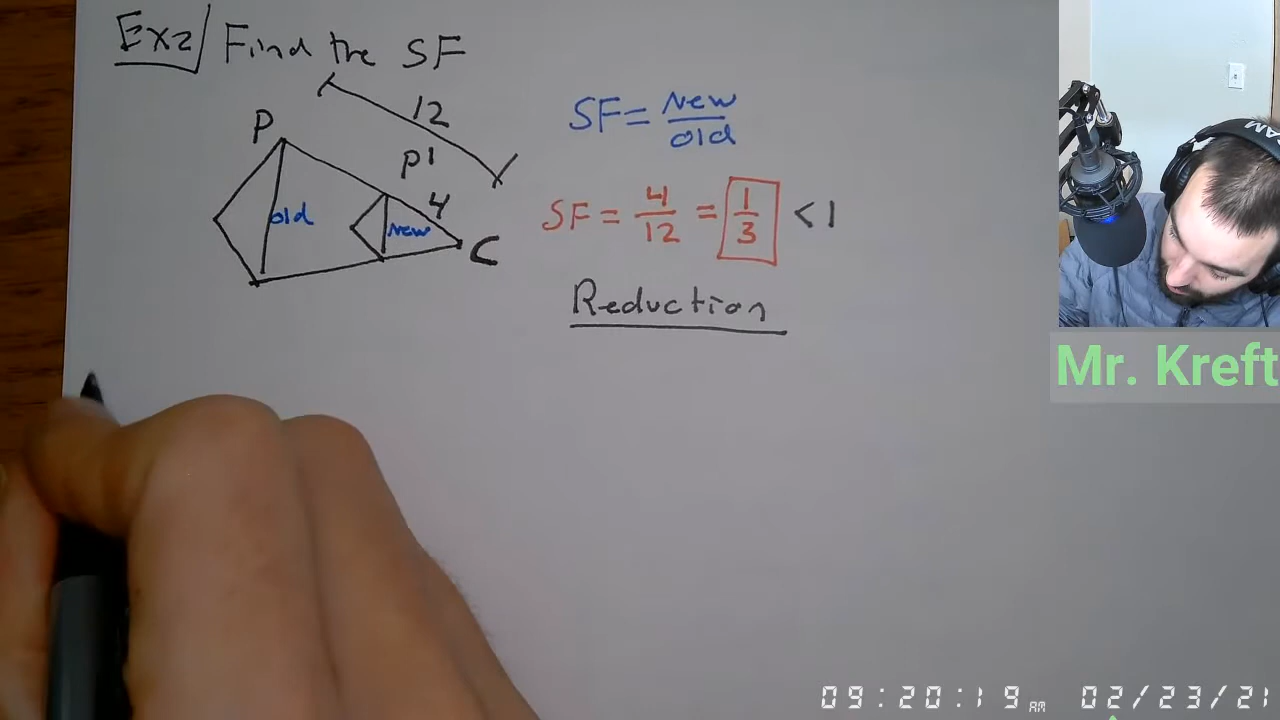 Ex2 Find the SF
12
P
P'
4
old
new
C
SF = New/old
SF = 4/12 = 1/3 < 1
Reduction
AM
Mr. Kreft
09:20:19 AM 02/23/21